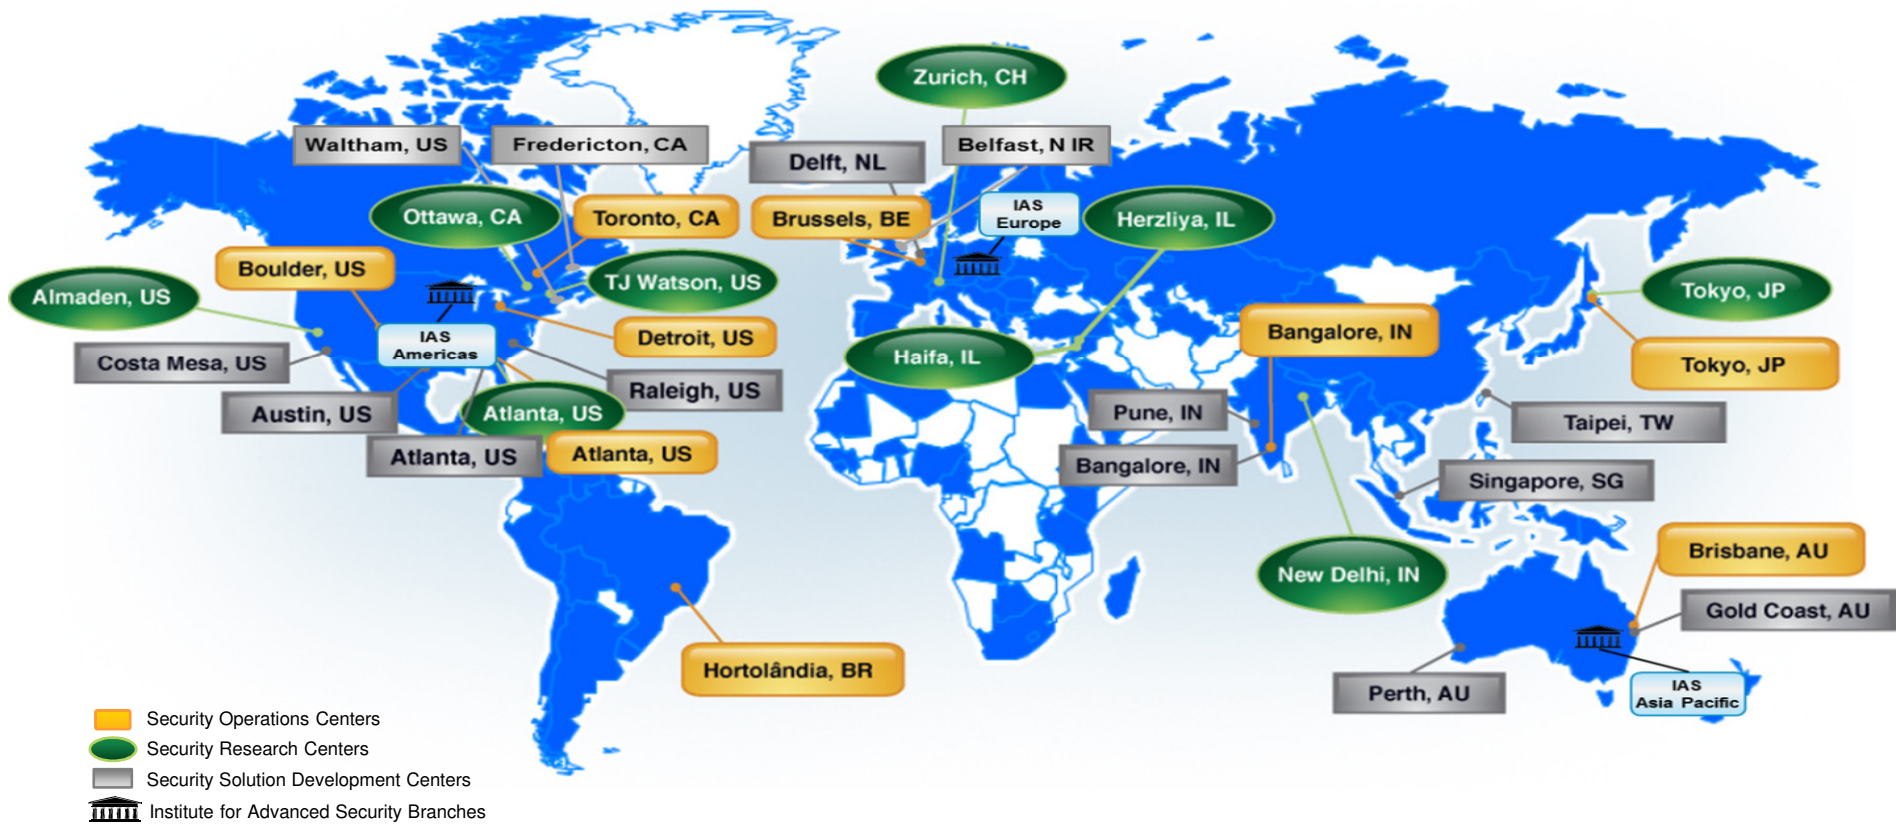 Zurich, CH
Waltham, US
Fredericton, CA
Delft, NL
Belfast, N IR
Ottawa, CA
Toronto, CA
Brussels, BE
IAS
Europe
Herzliya, IL
Boulder, US
TJ Watson, US
Almaden, US
Tokyo, JP
Detroit, US
Bangalore, IN
IAS
Americas
Haifa, IL
Costa Mesa, US
Tokyo, JP
Raleigh, US
Austin, US
Atlanta, US
Pune, IN
Taipei, TW
Atlanta, US
Atlanta, US
Bangalore, IN
Singapore, SG
Brisbane, AU
New Delhi, IN
Gold Coast, AU
Hortolândia, BR
Perth, AU
IAS
Asia Pacific
Security Operations Centers
Security Research Centers
Security Solution Development Centers
Institute for Advanced Security Branches